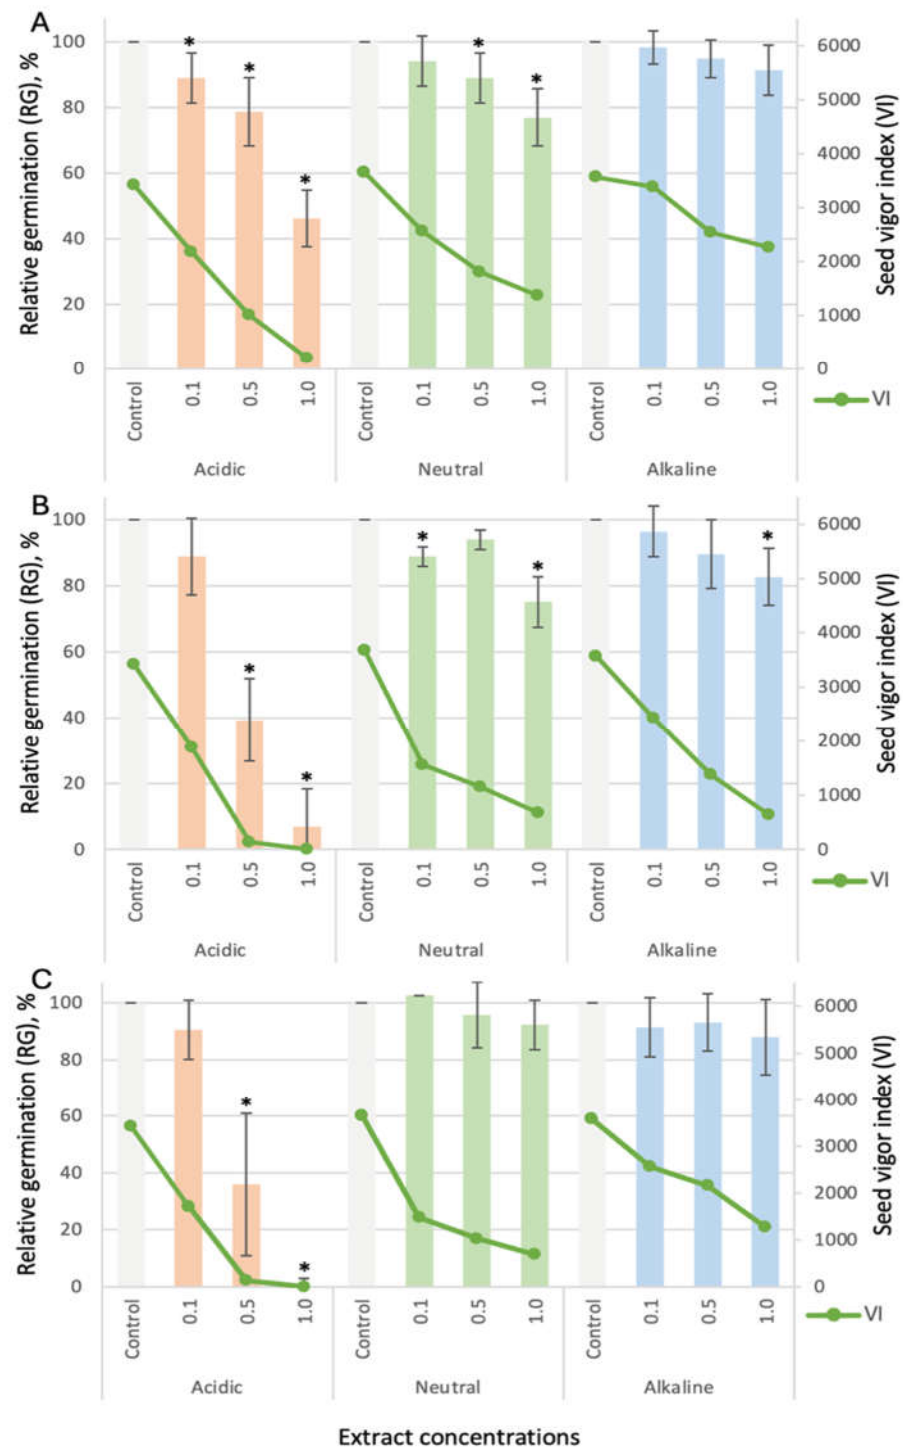 A
Relative germination (RG), %
100
80
60
40
20
0
* * * * *
Seed vigor index (VI)
6000
5000
4000
3000
2000
1000
0
Control 0.1 0.5 1.0 Control 0.1 0.5 1.0 Control 0.1 0.5 1.0
VI
Acidic Neutral Alkaline
B
Relative germination (RG), %
100
80
60
40
20
0
* * * * *
Seed vigor index (VI)
6000
5000
4000
3000
2000
1000
0
Control 0.1 0.5 1.0 Control 0.1 0.5 1.0 Control 0.1 0.5 1.0
VI
Acidic Neutral Alkaline
C
Relative germination (RG), %
100
80
60
40
20
0
* *
Seed vigor index (VI)
6000
5000
4000
3000
2000
1000
0
Control 0.1 0.5 1.0 Control 0.1 0.5 1.0 Control 0.1 0.5 1.0
VI
Acidic Neutral Alkaline
Extract concentrations